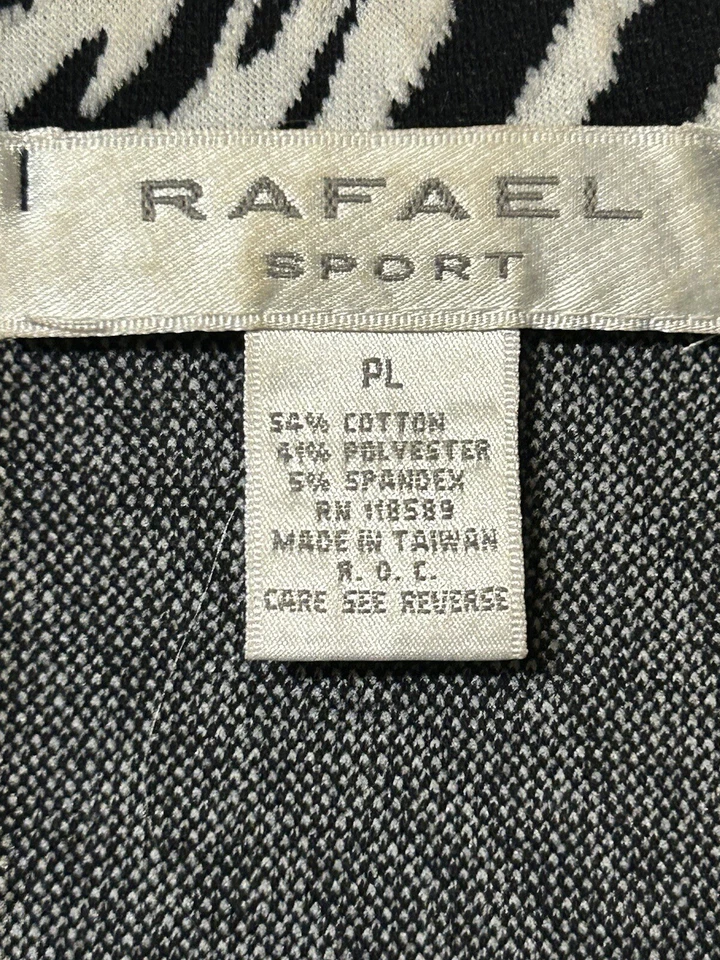 RAFAEL
SPORT
PL
54% COTTON
41% POLYESTER
5% SPANDEX
RN 118589
MADE IN TAIWAN
R. O. C.
CARE SEE REVERSE